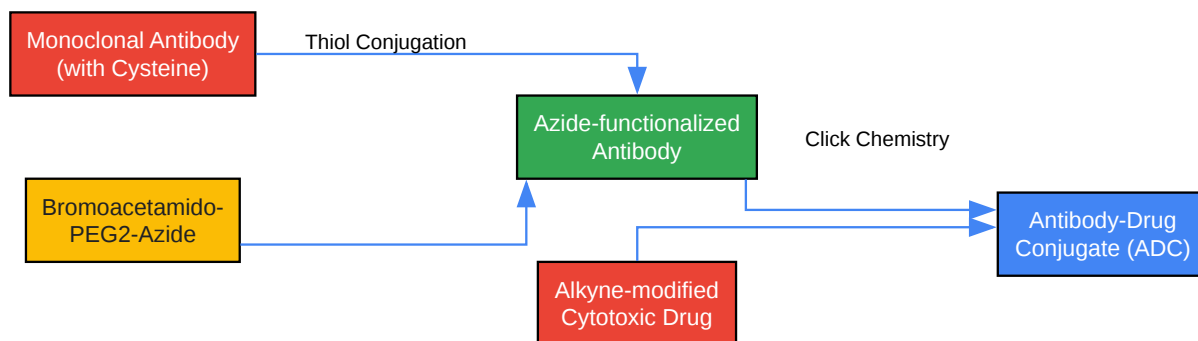 Monoclonal Antibody
(with Cysteine)
Thiol Conjugation
Azide-functionalized
Antibody
Click Chemistry
Bromoacetamido-
PEG2-Azide
Antibody-Drug
Conjugate (ADC)
Alkyne-modified
Cytotoxic Drug